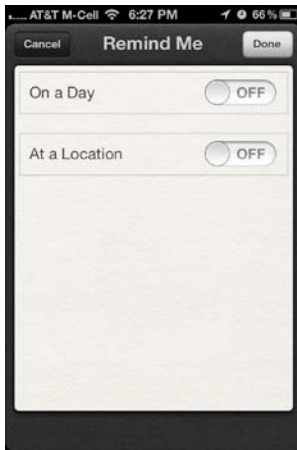 AT&T M-Cell 6:27 PM 66%
Cancel Remind Me Done
On a Day OFF
At a Location OFF